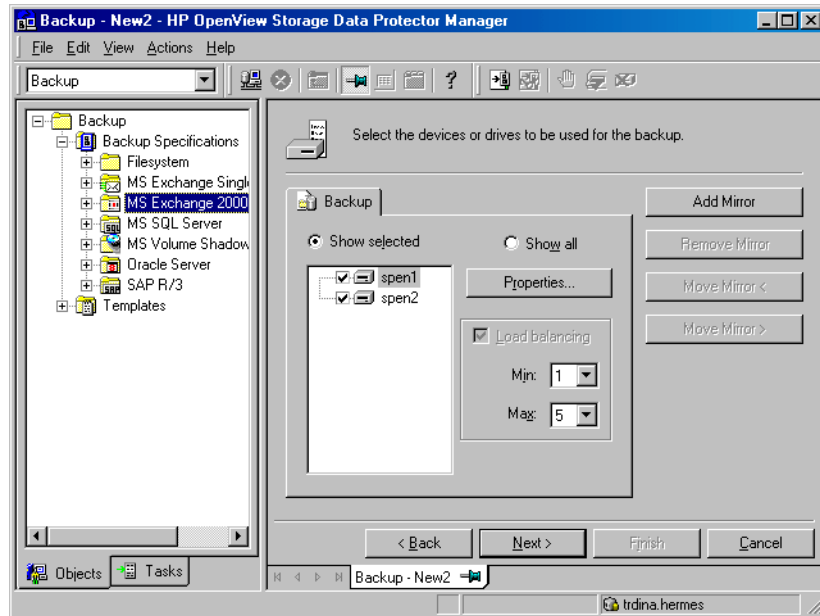 Backup - New2 - HP OpenView Storage Data Protector Manager
File Edit View Actions Help
Backup
Backup
Backup Specifications
Filesystem
MS Exchange Singl
MS Exchange 2000
MS SQL Server
MS Volume Shadow
Oracle Server
SAP R/3
Templates
Objects
Tasks
Select the devices or drives to be used for the backup.
Backup
Show selected
Show all
spen1
spen2
Properties...
Load balancing
Min: 1
Max: 5
Add Mirror
Remove Mirror
Move Mirror <
Move Mirror >
< Back
Next >
Finish
Cancel
Backup - New2
trdina.hermes